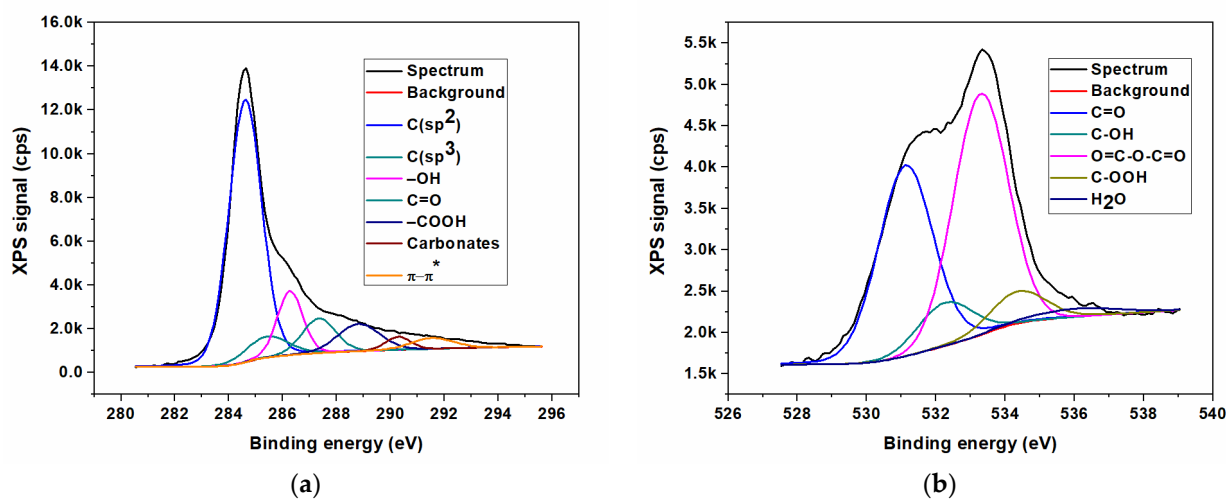 16.0k
14.0k
12.0k
10.0k
8.0k
6.0k
4.0k
2.0k
0.0
XPS signal (cps)
280 282 284 286 288 290 292 294 296
Binding energy (eV)
Spectrum
Background
C(sp²)
C(sp³)
–OH
C=O
–COOH
Carbonates
π–π*
(a)
5.5k
5.0k
4.5k
4.0k
3.5k
3.0k
2.5k
2.0k
1.5k
XPS signal (cps)
526 528 530 532 534 536 538 540
Binding energy (eV)
Spectrum
Background
C=O
C-OH
O=C-O-C=O
C-OOH
H₂O
(b)